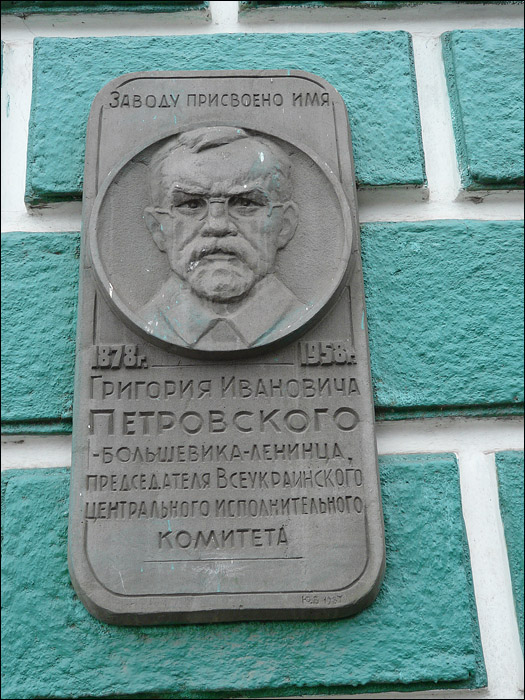 Заводу присвоено имя
1878г. 1958г.
Григория Ивановича
Петровского
-большевика-ленинца,
председателя Всеукраинского
центрального исполнительного
комитета